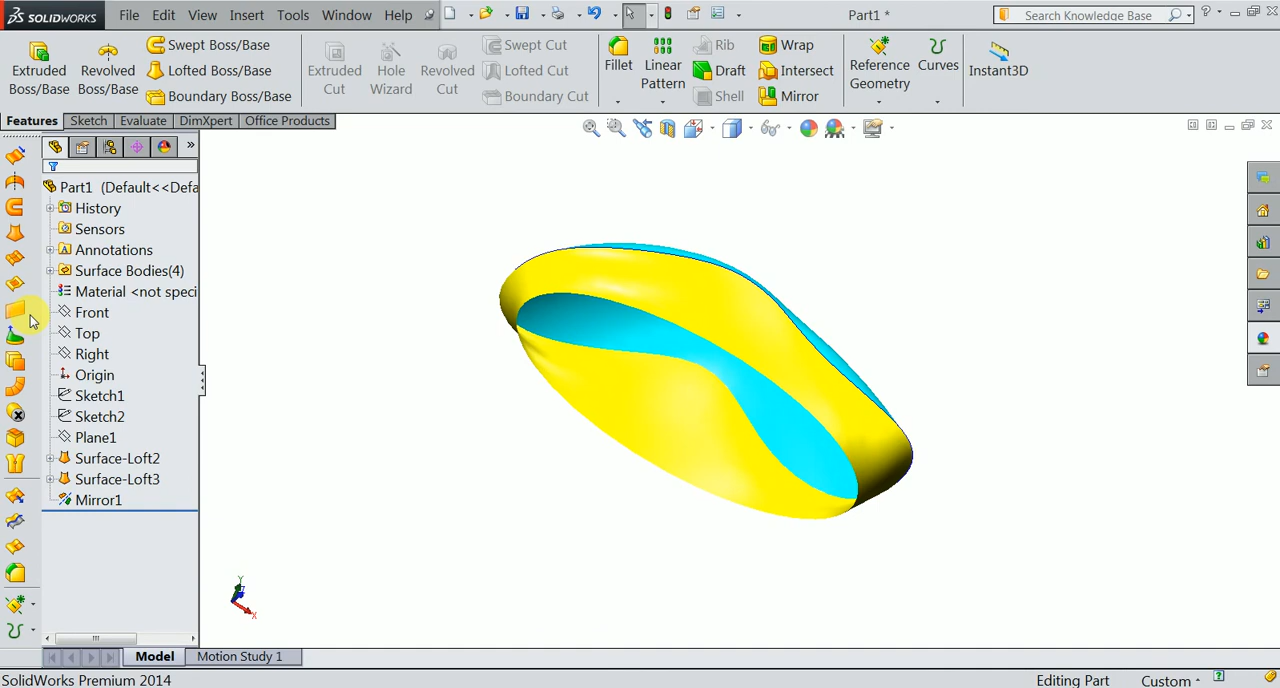 SOLIDWORKS File Edit View Insert Tools Window Help Part1 * Search Knowledge Base
Extruded Boss/Base
Revolved Boss/Base
Swept Boss/Base
Lofted Boss/Base
Boundary Boss/Base
Extruded Cut
Hole Wizard
Revolved Cut
Swept Cut
Lofted Cut
Boundary Cut
Fillet
Linear Pattern
Rib
Draft
Shell
Wrap
Intersect
Mirror
Reference Geometry
Curves
Instant3D
Features Sketch Evaluate DimXpert Office Products
Part1 (Default<<Defa
History
Sensors
Annotations
Surface Bodies(4)
Material <not speci
Front
Top
Right
Origin
Sketch1
Sketch2
Plane1
Surface-Loft2
Surface-Loft3
Mirror1
Y
Z
X
Model Motion Study 1
SolidWorks Premium 2014 Editing Part Custom